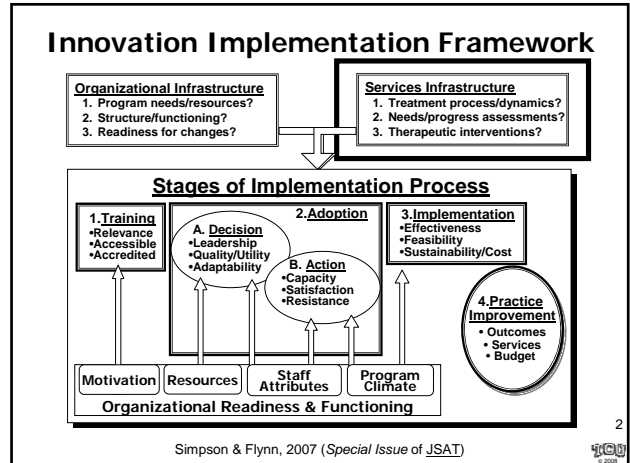 Innovation Implementation Framework
Organizational Infrastructure
1. Program needs/resources?
2. Structure/functioning?
3. Readiness for changes?
Services Infrastructure
1. Treatment process/dynamics?
2. Needs/progress assessments?
3. Therapeutic interventions?
Stages of Implementation Process
1.Training
•Relevance
•Accessible
•Accredited
2.Adoption
A. Decision
•Leadership
•Quality/Utility
•Adaptability
B. Action
•Capacity
•Satisfaction
•Resistance
3.Implementation
•Effectiveness
•Feasibility
•Sustainability/Cost
4.Practice
Improvement
• Outcomes
• Services
• Budget
Motivation
Resources
Staff
Attributes
Program
Climate
Organizational Readiness & Functioning
2
Simpson & Flynn, 2007 (Special Issue of JSAT)
© 2008